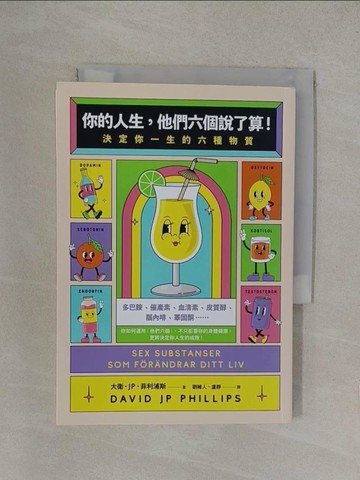 你的人生，他們六個說了算！
決定你一生的六種物質
DOPAMIN
OXYTOCIN
SEROTONIN
KORTISOL
ENDORFIN
TESTOSTERON
多巴胺、催產素、血清素、皮質醇、
腦內啡、睪固酮……
SEX SUBSTANSER
SOM FÖRÄNDRAR DITT LIV
大衛·JP·菲利浦斯 著
DAVID JP PHILLIPS